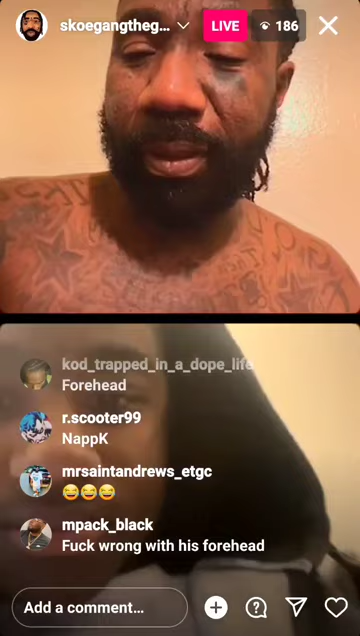 skoegangtheg...
LIVE
186
kod_trapped_in_a_dope_life
Forehead
r.scooter99
NappK
mrsaintandrews_etgc
😂😂😂
mpack_black
Fuck wrong with his forehead
Add a comment...